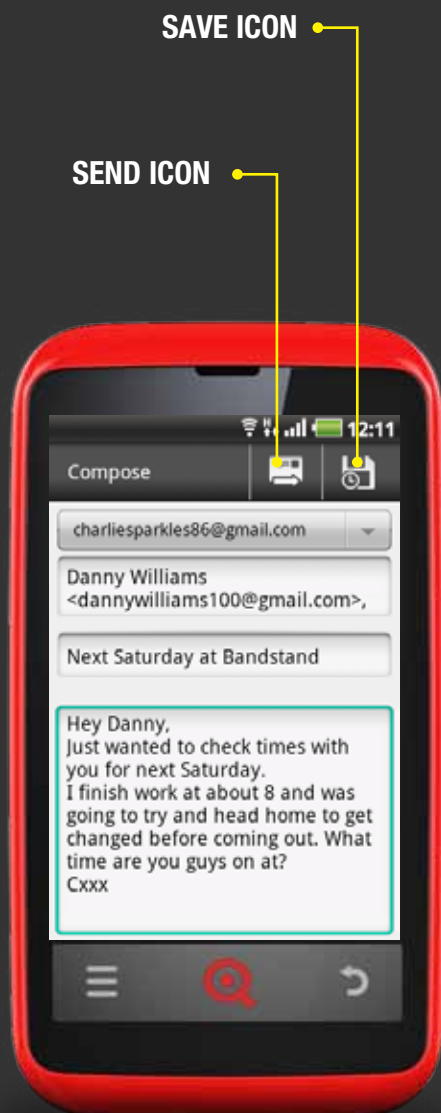 SAVE ICON
SEND ICON
12:11
Compose
charliesparkles86@gmail.com
Danny Williams
<dannywilliams100@gmail.com>,
Next Saturday at Bandstand
Hey Danny,
Just wanted to check times with
you for next Saturday.
I finish work at about 8 and was
going to try and head home to get
changed before coming out. What
time are you guys on at?
Cxxx